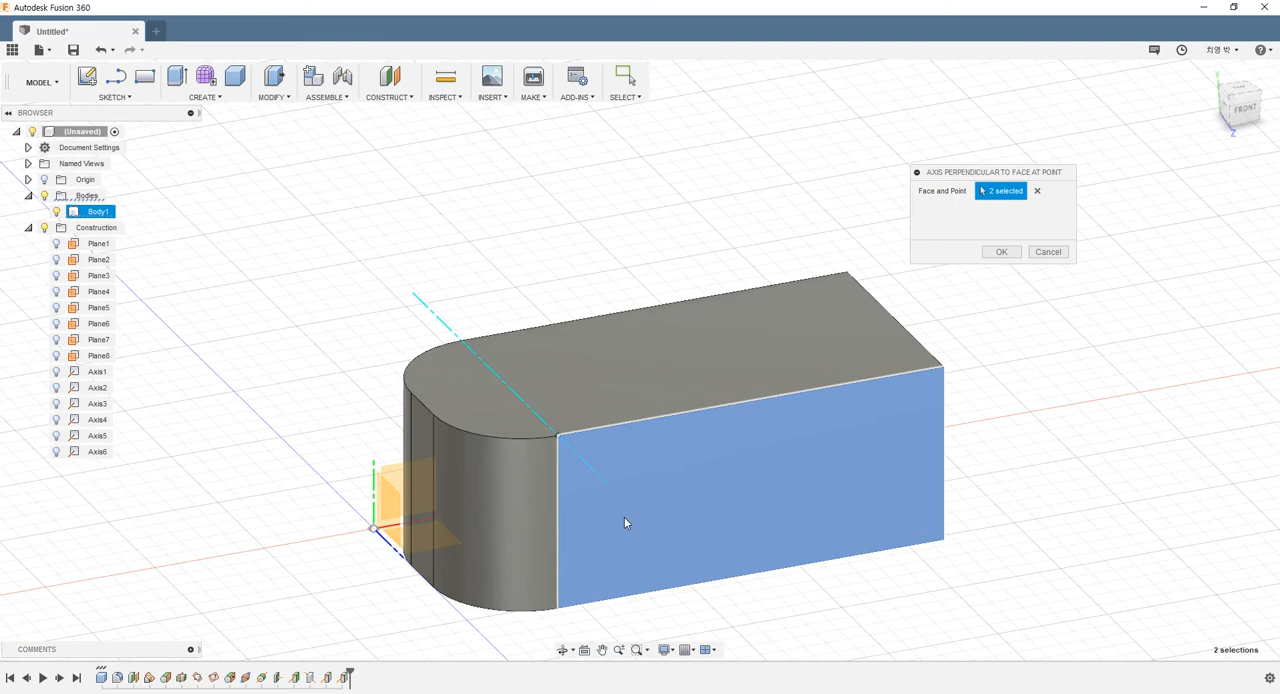 Autodesk Fusion 360
Untitled*
치영 박
MODEL
SKETCH
CREATE
MODIFY
ASSEMBLE
CONSTRUCT
INSPECT
INSERT
MAKE
ADD-INS
SELECT
BROWSER
(Unsaved)
Document Settings
Named Views
Origin
Bodies
Body1
Construction
Plane1
Plane2
Plane3
Plane4
Plane5
Plane6
Plane7
Plane8
Axis1
Axis2
Axis3
Axis4
Axis5
Axis6
FRONT
Z
AXIS PERPENDICULAR TO FACE AT POINT
Face and Point 2 selected
OK Cancel
COMMENTS
2 selections